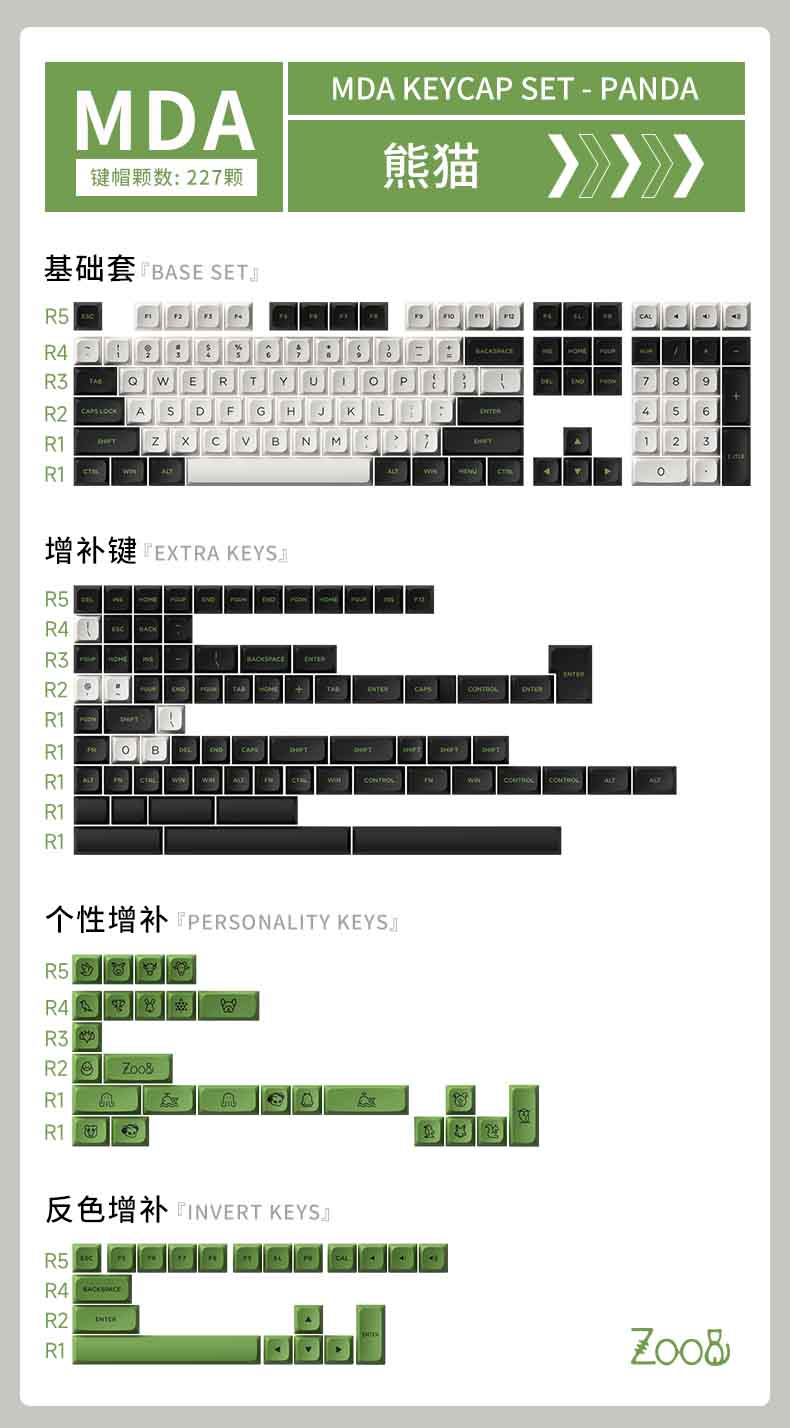 MDA
键帽颗数: 227颗
MDA KEYCAP SET - PANDA
熊猫
基础套『BASE SET』
R5 ESC F1 F2 F3 F4 F9 F10 F11 F12 CAL
R4 ~ ! 1 @ 2 # 3 $ 4 % 5 ^ 6 & 7 * 8 ( 9 ) 0 BACKSPACE INS HOME PGUP NUM / * -
R3 TAB Q W E R T Y U I O P { [ } ] | \ DEL END PGDN 7 8 9 +
R2 CAPS LOCK A S D F G H J K L ENTER 4 5 6
R1 SHIFT Z X C V B N M < , > . ? / SHIFT 1 2 3 ENTER
R1 CTRL WIN ALT ALT WIN MENU CTRL 0 .
增补键『EXTRA KEYS』
R5 DEL INS HOME PGUP END PGDN END PGDN HOME PGUP INS F13
R4 | \ ESC BACK
R3 PGUP HOME INS - | \ BACKSPACE ENTER ENTER
R2 PGUP END PGDN TAB HOME + TAB ENTER CAPS CONTROL ENTER
R1 PGDN SHIFT | \
R1 FN O B DEL END CAPS SHIFT SHIFT SHIFT SHIFT SHIFT
R1 ALT FN CTRL WIN WIN ALT FN CTRL WIN CONTROL FN WIN CONTROL CONTROL ALT ALT
R1
R1
个性增补『PERSONALITY KEYS』
R5
R4
R3
R2 Zoo8
R1
R1
反色增补『INVERT KEYS』
R5 ESC F5 F6 F7 F8 PS SL PB CAL
R4 BACKSPACE
R2 ENTER ENTER
R1
Zoo8